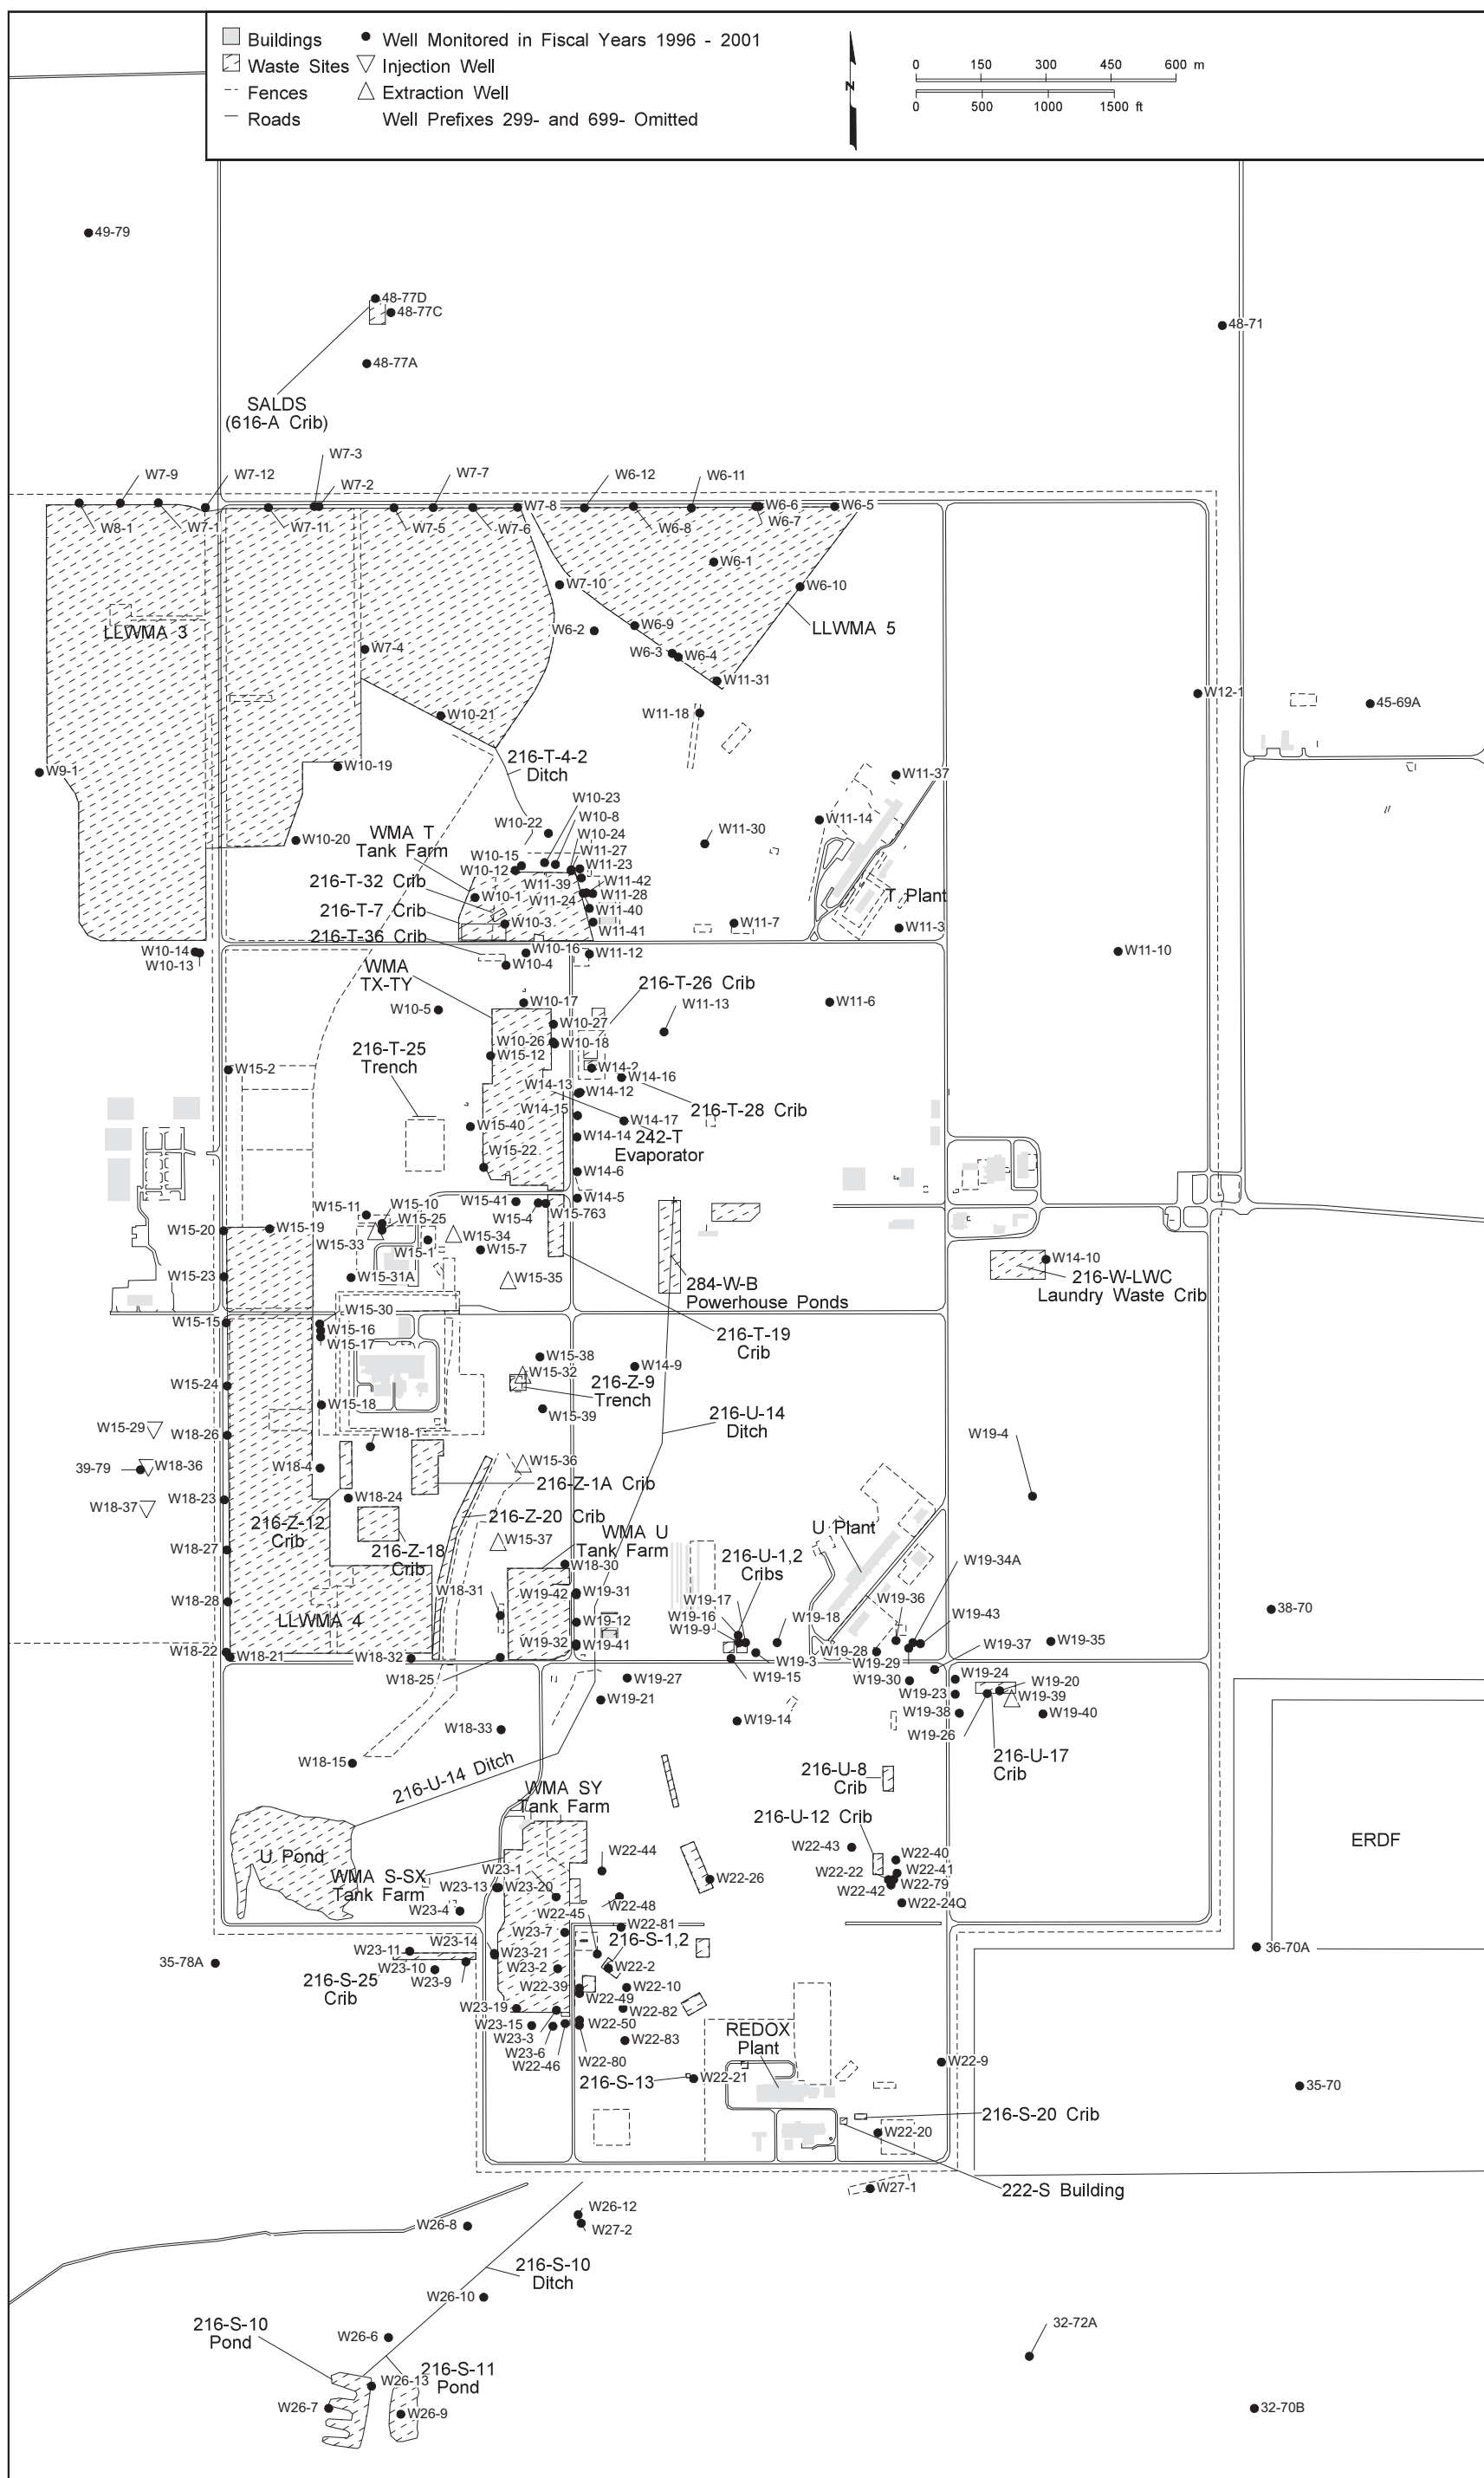 Buildings
Well Monitored in Fiscal Years 1996 - 2001
Waste Sites
Injection Well
Fences
Extraction Well
Roads
Well Prefixes 299- and 699- Omitted
N
0 150 300 450 600 m
0 500 1000 1500 ft
49-79
48-77D
48-77C
48-71
48-77A
SALDS
(616-A Crib)
W7-3
W7-9
W7-12
W7-2
W7-7
W6-12
W6-11
W8-1
W7-1
W7-11
W7-5
W7-6
W7-8
W6-8
W6-6
W6-7
W6-5
W6-1
W7-10
W6-10
LLWMA 3
W6-2
W6-9
LLWMA 5
W7-4
W6-3
W6-4
W11-31
W12-1
45-69A
W10-21
W11-18
216-T-4-2
Ditch
W9-1
W10-19
W11-37
W10-23
W10-8
W10-22
W10-24
W11-14
W10-20
WMA T
Tank Farm
W11-27
W11-30
W10-15
W11-23
W10-12
W11-39
W11-42
216-T-32 Crib
W10-1
W11-24
W11-28
T Plant
216-T-7 Crib
W11-40
W10-3
W11-41
W11-7
W11-3
216-T-36 Crib
W10-14
W10-13
W10-16
W11-12
W10-4
W11-10
WMA
TX-TY
216-T-26 Crib
W10-17
W10-5
W11-13
W11-6
W10-27
W10-26
W10-18
216-T-25
Trench
W15-12
W15-2
W14-2
W14-16
W14-13
W14-12
W14-15
216-T-28 Crib
W15-40
W14-17
W14-14
242-T
Evaporator
W15-22
W14-6
W14-5
W15-41
W15-4
W15-763
W15-11
W15-10
W15-25
W15-20
W15-19
W15-33
W15-1
W15-34
W15-7
W14-10
W15-23
W15-31A
W15-35
284-W-B
Powerhouse Ponds
216-W-LWC
Laundry Waste Crib
W15-30
W15-15
W15-16
W15-17
216-T-19
Crib
W15-38
W14-9
W15-32
W15-24
216-Z-9
Trench
W15-18
W15-39
216-U-14
Ditch
W15-29
W18-26
W18-1
W19-4
39-79
W18-36
W18-4
W15-36
216-Z-1A Crib
W18-23
W18-24
W18-37
216-Z-12
Crib
216-Z-20 Crib
U Plant
W15-37
WMA U
Tank Farm
W18-27
216-Z-18
Crib
W18-30
216-U-1,2
Cribs
W19-34A
W18-31
W19-42
W19-31
W18-28
W19-17
W19-36
W19-16
W19-18
W19-43
38-70
LLWMA 4
W19-12
W19-9
W19-32
W19-41
W19-28
W19-37
W19-35
W18-22
W18-21
W18-32
W19-3
W19-29
W18-25
W19-15
W19-30
W19-24
W19-27
W19-20
W19-23
W19-39
W19-21
W19-38
W19-40
W19-14
W19-26
W18-33
W18-15
216-U-17
Crib
216-U-14 Ditch
216-U-8
Crib
WMA SY
Tank Farm
216-U-12 Crib
ERDF
U Pond
W22-43
W22-44
W22-40
WMA S-SX
Tank Farm
W23-1
W22-22
W22-41
W22-26
W22-79
W23-13
W23-20
W22-42
W22-48
W22-24Q
W23-4
W22-45
W22-81
W23-7
W23-14
216-S-1,2
W23-11
W23-21
36-70A
35-78A
W23-10
W23-9
W23-2
W22-2
216-S-25
Crib
W22-39
W22-10
W22-49
W23-19
W22-82
W23-15
W22-50
REDOX
Plant
W23-3
W22-83
W23-6
W22-46
W22-80
W22-9
216-S-13
W22-21
35-70
216-S-20 Crib
W22-20
222-S Building
W27-1
W26-12
W26-8
W27-2
216-S-10
Ditch
W26-10
216-S-10
Pond
32-72A
W26-6
216-S-11
Pond
W26-13
W26-7
W26-9
32-70B